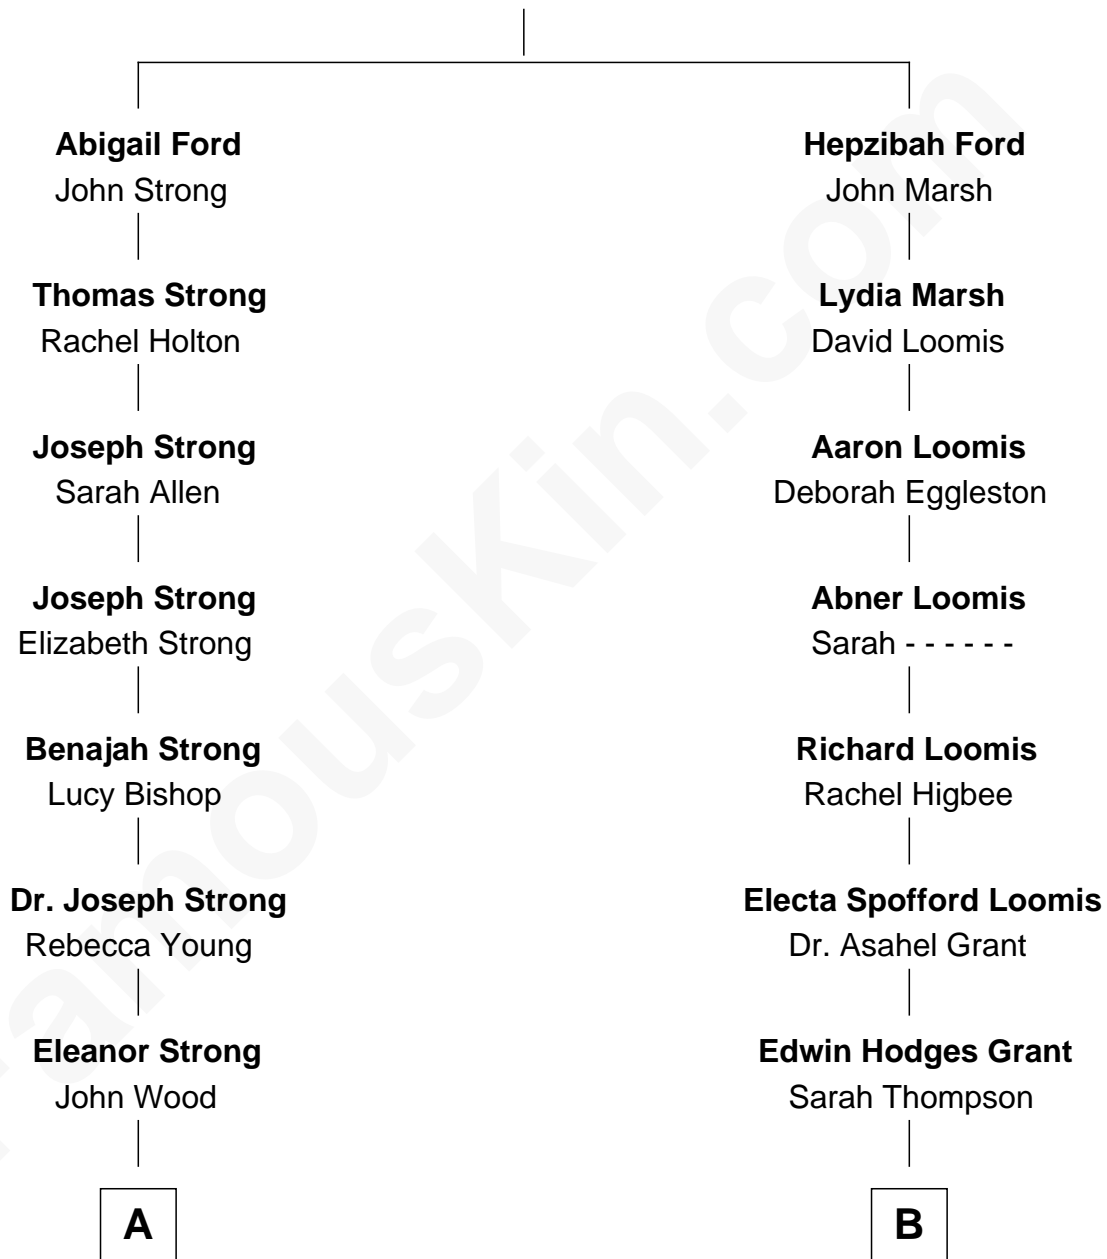 Abigail Ford
John Strong
Hepzibah Ford
John Marsh
Thomas Strong
Rachel Holton
Lydia Marsh
David Loomis
Joseph Strong
Sarah Allen
Aaron Loomis
Deborah Eggleston
Joseph Strong
Elizabeth Strong
Abner Loomis
Sarah - - - - - -
Benajah Strong
Lucy Bishop
Richard Loomis
Rachel Higbee
Dr. Joseph Strong
Rebecca Young
Electa Spofford Loomis
Dr. Asahel Grant
Eleanor Strong
John Wood
Edwin Hodges Grant
Sarah Thompson
A
B
FamousKin.com